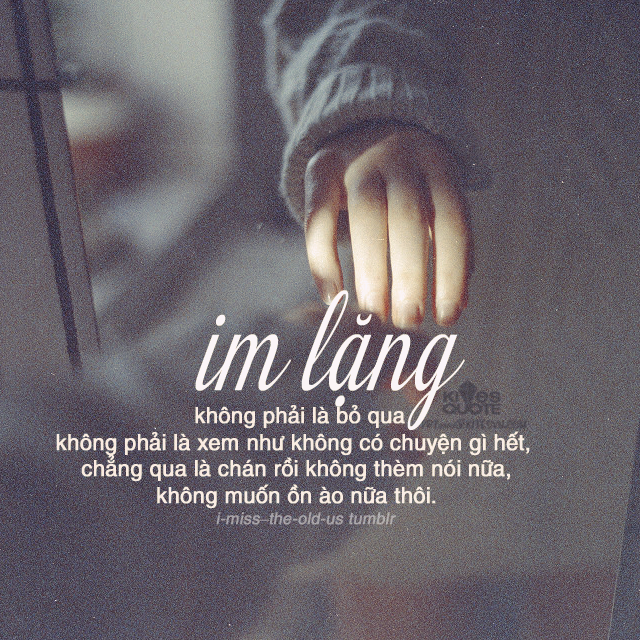 im lặng
không phải là bỏ qua
không phải là xem như không có chuyện gì hết,
chẳng qua là chán rồi không thèm nói nữa,
không muốn ồn ào nữa thôi.
i-miss-the-old-us tumblr
QUOTE